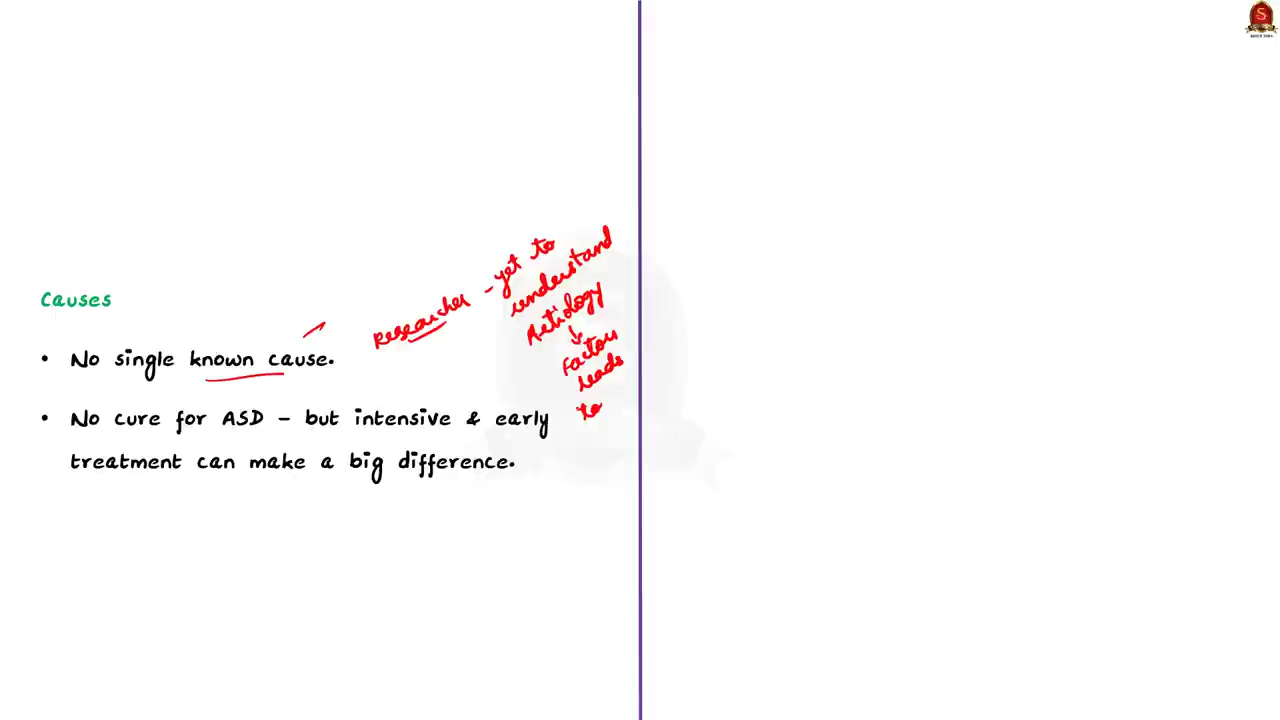 Causes
• No single known cause.
Researcher - yet to
understand
Aetiology
↓
Factors
leads
to
• No cure for ASD - but intensive & early
treatment can make a big difference.
S